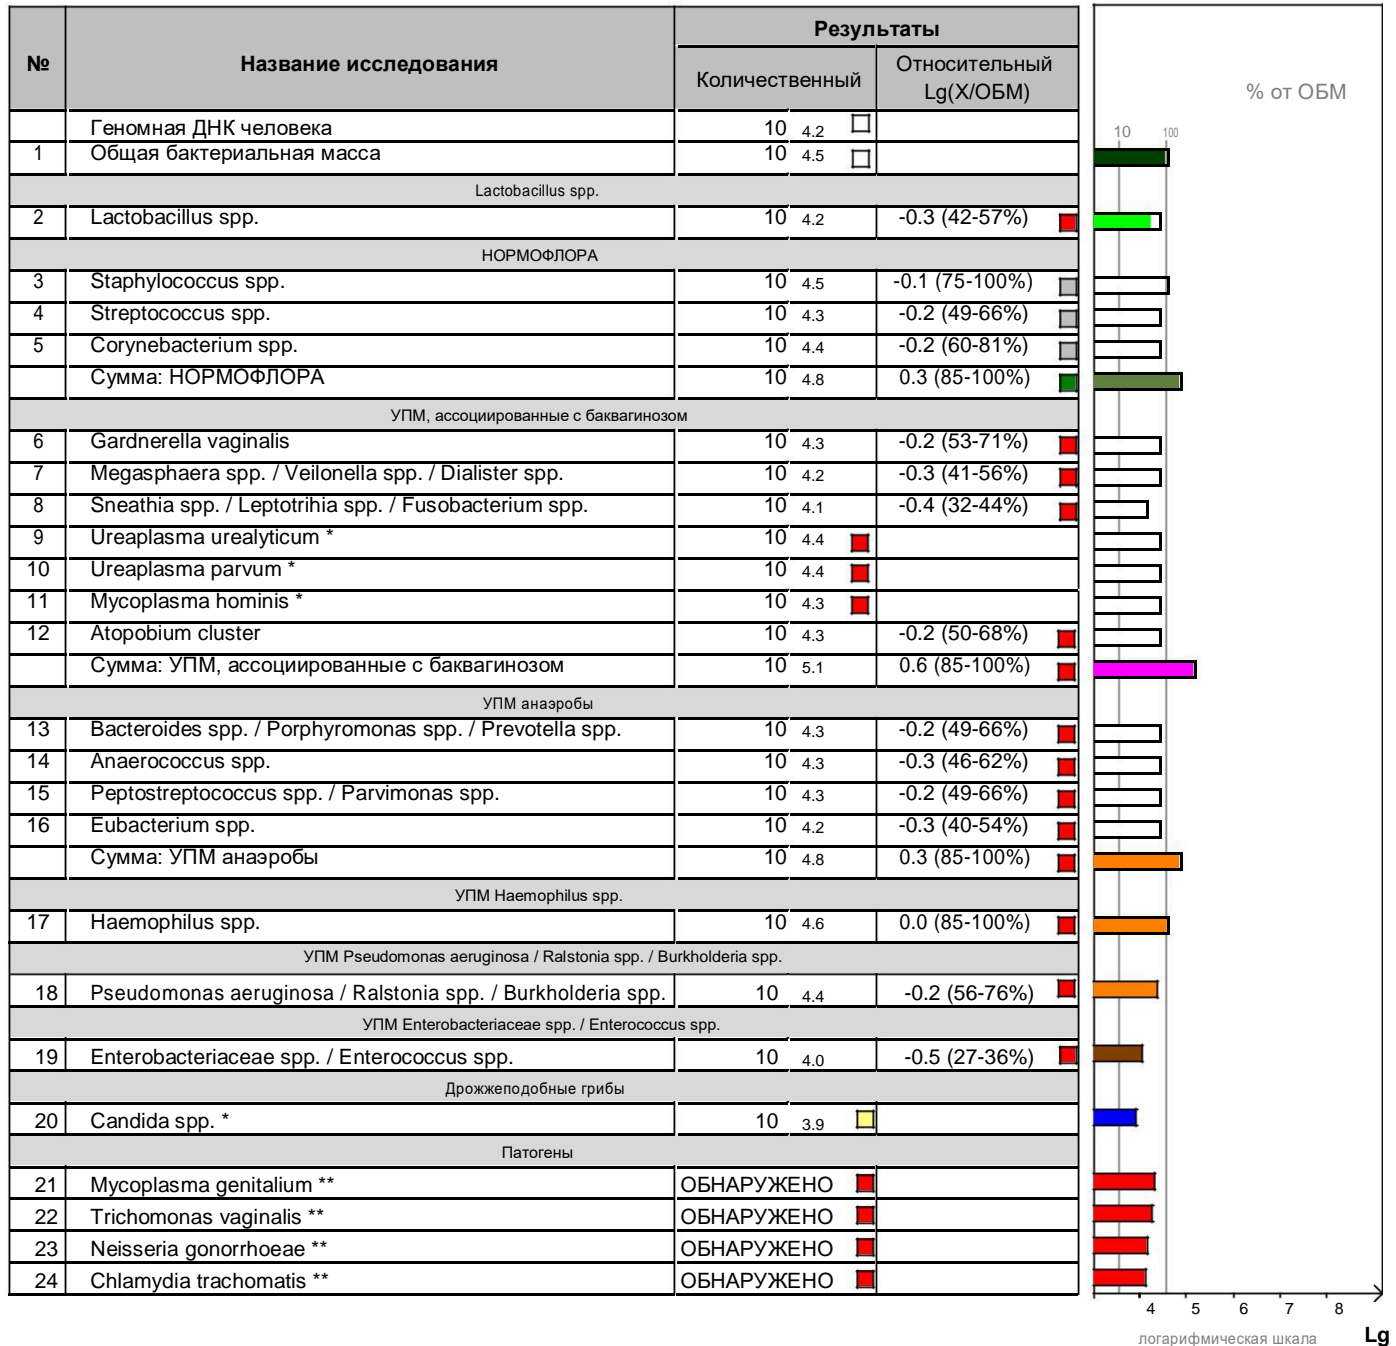 № Название исследования Результаты
Количественный Относительный Lg(X/ОБМ)
% от ОБМ
10 100
Геномная ДНК человека 10 4.2
1 Общая бактериальная масса 10 4.5
Lactobacillus spp.
2 Lactobacillus spp. 10 4.2 -0.3 (42-57%)
НОРМОФЛОРА
3 Staphylococcus spp. 10 4.5 -0.1 (75-100%)
4 Streptococcus spp. 10 4.3 -0.2 (49-66%)
5 Corynebacterium spp. 10 4.4 -0.2 (60-81%)
Сумма: НОРМОФЛОРА 10 4.8 0.3 (85-100%)
УПМ, ассоциированные с баквагинозом
6 Gardnerella vaginalis 10 4.3 -0.2 (53-71%)
7 Megasphaera spp. / Veilonella spp. / Dialister spp. 10 4.2 -0.3 (41-56%)
8 Sneathia spp. / Leptotrihia spp. / Fusobacterium spp. 10 4.1 -0.4 (32-44%)
9 Ureaplasma urealyticum * 10 4.4
10 Ureaplasma parvum * 10 4.4
11 Mycoplasma hominis * 10 4.3
12 Atopobium cluster 10 4.3 -0.2 (50-68%)
Сумма: УПМ, ассоциированные с баквагинозом 10 5.1 0.6 (85-100%)
УПМ анаэробы
13 Bacteroides spp. / Porphyromonas spp. / Prevotella spp. 10 4.3 -0.2 (49-66%)
14 Anaerococcus spp. 10 4.3 -0.3 (46-62%)
15 Peptostreptococcus spp. / Parvimonas spp. 10 4.3 -0.2 (49-66%)
16 Eubacterium spp. 10 4.2 -0.3 (40-54%)
Сумма: УПМ анаэробы 10 4.8 0.3 (85-100%)
УПМ Haemophilus spp.
17 Haemophilus spp. 10 4.6 0.0 (85-100%)
УПМ Pseudomonas aeruginosa / Ralstonia spp. / Burkholderia spp.
18 Pseudomonas aeruginosa / Ralstonia spp. / Burkholderia spp. 10 4.4 -0.2 (56-76%)
УПМ Enterobacteriaceae spp. / Enterococcus spp.
19 Enterobacteriaceae spp. / Enterococcus spp. 10 4.0 -0.5 (27-36%)
Дрожжеподобные грибы
20 Candida spp. * 10 3.9
Патогены
21 Mycoplasma genitalium ** ОБНАРУЖЕНО
22 Trichomonas vaginalis ** ОБНАРУЖЕНО
23 Neisseria gonorrhoeae ** ОБНАРУЖЕНО
24 Chlamydia trachomatis ** ОБНАРУЖЕНО
4 5 6 7 8
логарифмическая шкала Lg